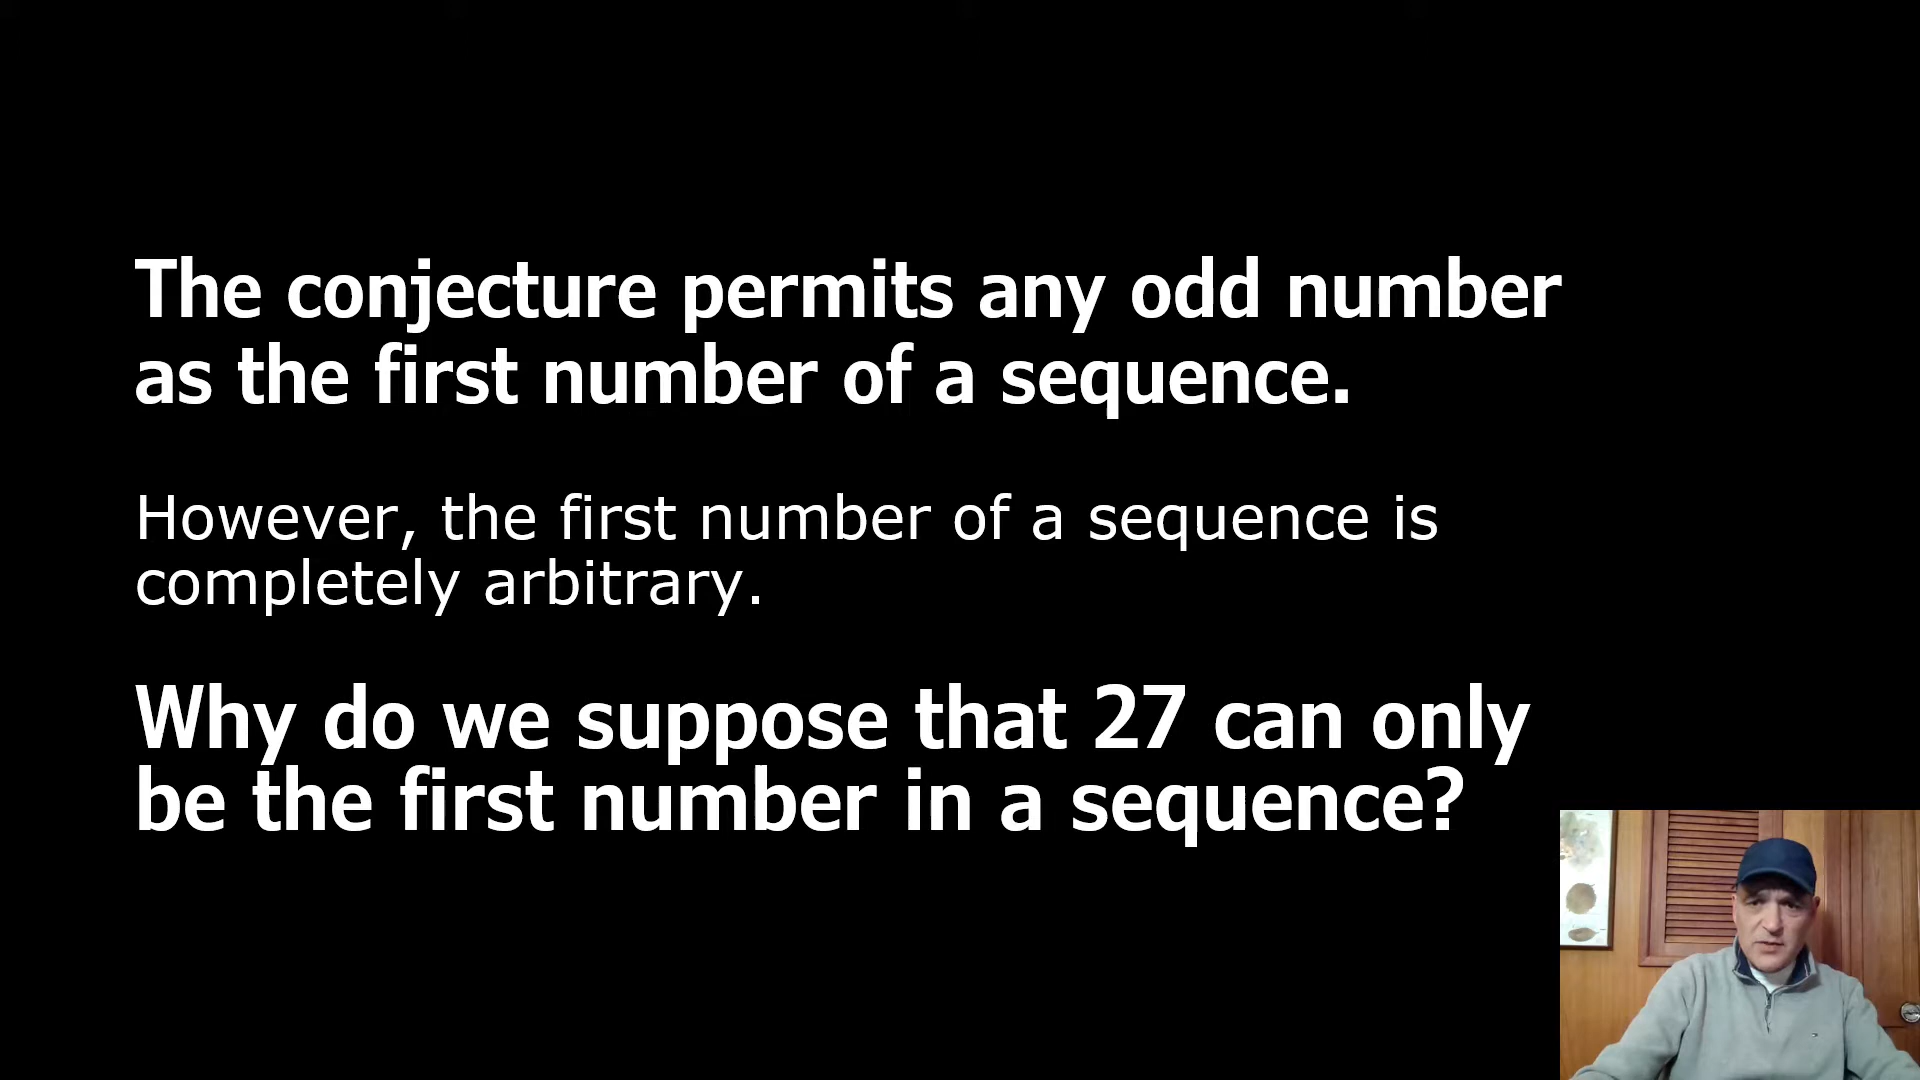 The conjecture permits any odd number
as the first number of a sequence.
However, the first number of a sequence is
completely arbitrary.
Why do we suppose that 27 can only
be the first number in a sequence?